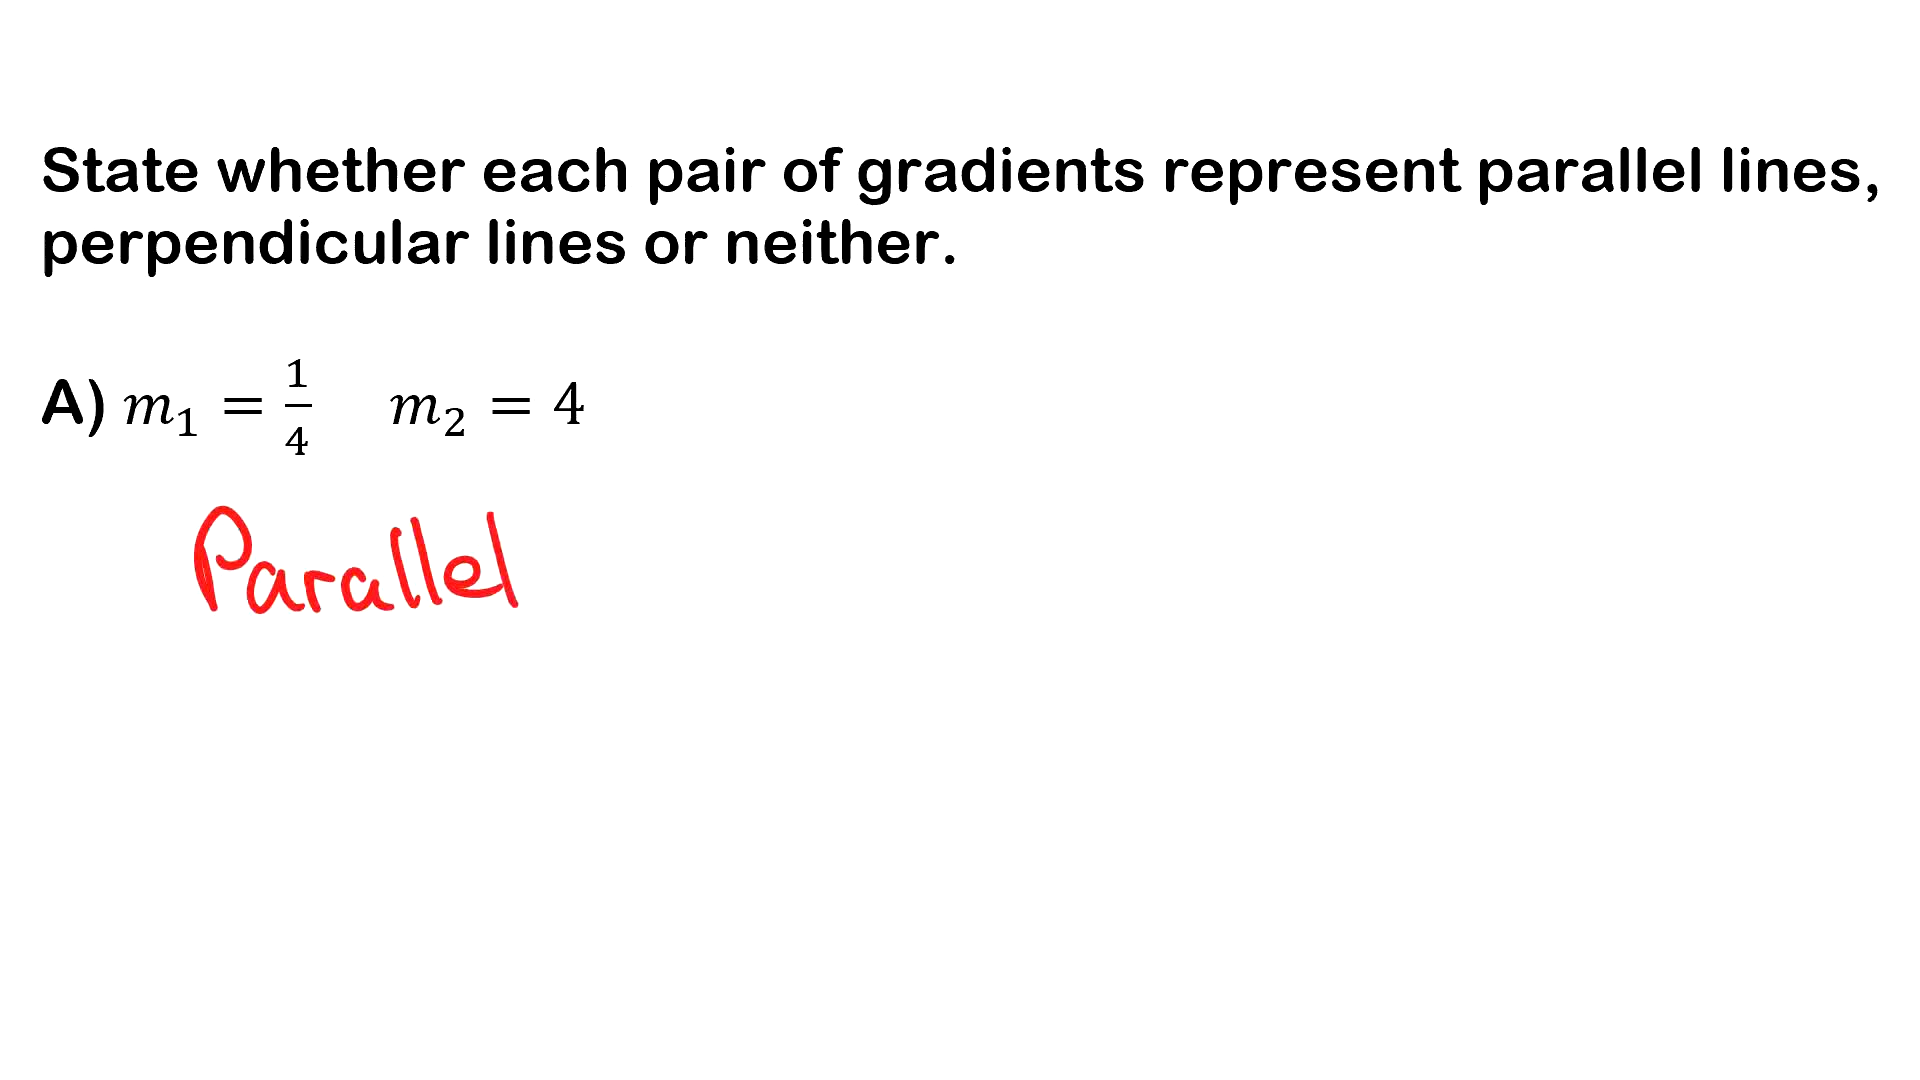 State whether each pair of gradients represent parallel lines,
perpendicular lines or neither.
A) m₁ = 1/4 m₂ = 4
Parallel